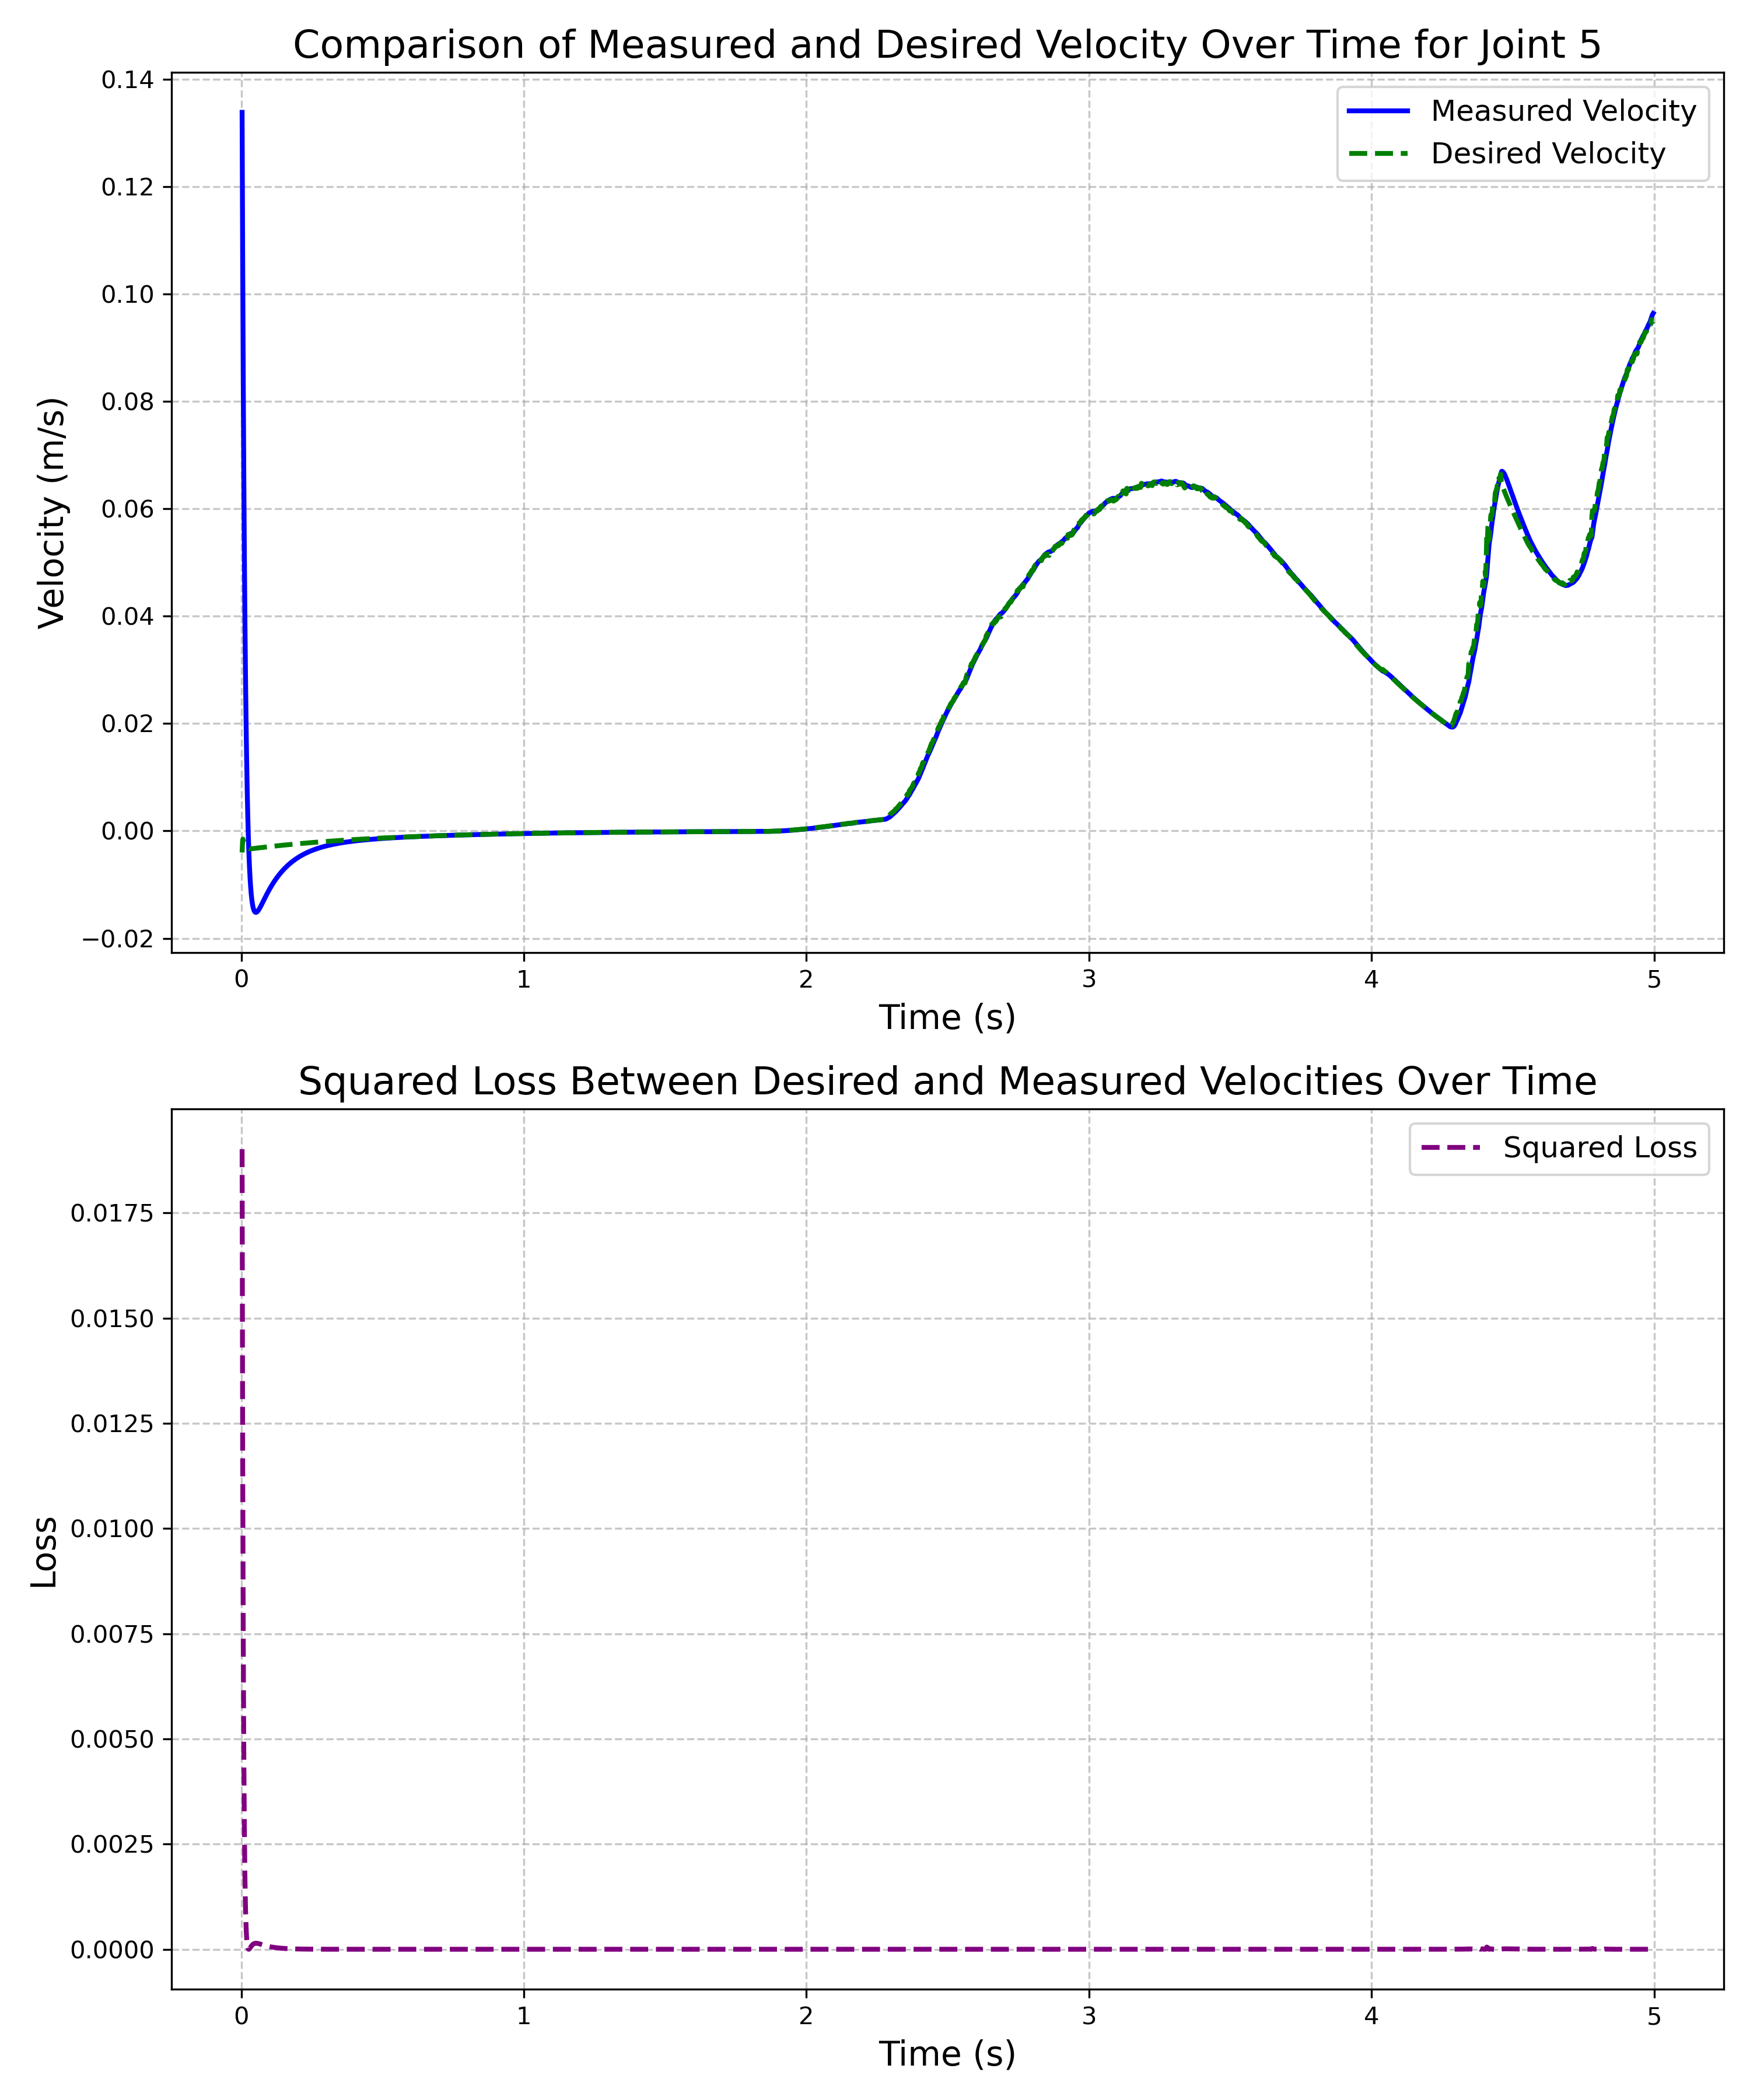 Comparison of Measured and Desired Velocity Over Time for Joint 5
Measured Velocity
Desired Velocity
Velocity (m/s)
0.14
0.12
0.10
0.08
0.06
0.04
0.02
0.00
−0.02
0 1 2 3 4 5
Time (s)
Squared Loss Between Desired and Measured Velocities Over Time
Squared Loss
Loss
0.0175
0.0150
0.0125
0.0100
0.0075
0.0050
0.0025
0.0000
0 1 2 3 4 5
Time (s)